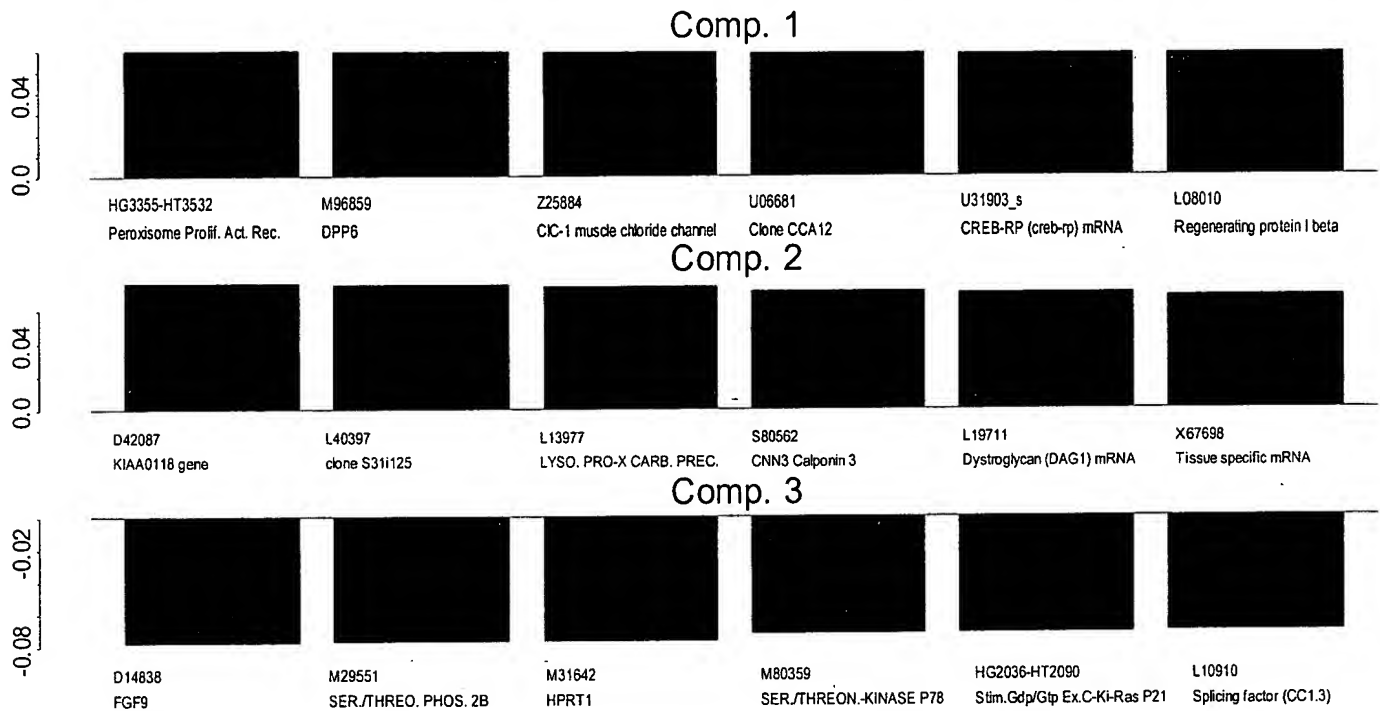 Comp. 1
0.04
0.0
HG3355-HT3532 M96859 Z25884 U06681 U31903_s L08010
Peroxisome Prolif. Act. Rec. DPP6 ClC-1 muscle chloride channel Clone CCA12 CREB-RP (creb-rp) mRNA Regenerating protein I beta
Comp. 2
0.04
0.0
D42087 L40397 L13977 S80562 L19711 X67698
KIAA0118 gene clone S31i125 LYSO. PRO-X CARB. PREC. CNN3 Calponin 3 Dystroglycan (DAG1) mRNA Tissue specific mRNA
Comp. 3
-0.02
-0.08
D14838 M29551 M31642 M80359 HG2036-HT2090 L10910
FGF9 SER./THREO. PHOS. 2B HPRT1 SER./THREON.-KINASE P78 Stim.Gdp/Gtp Ex.C-Ki-Ras P21 Splicing factor (CC1.3)